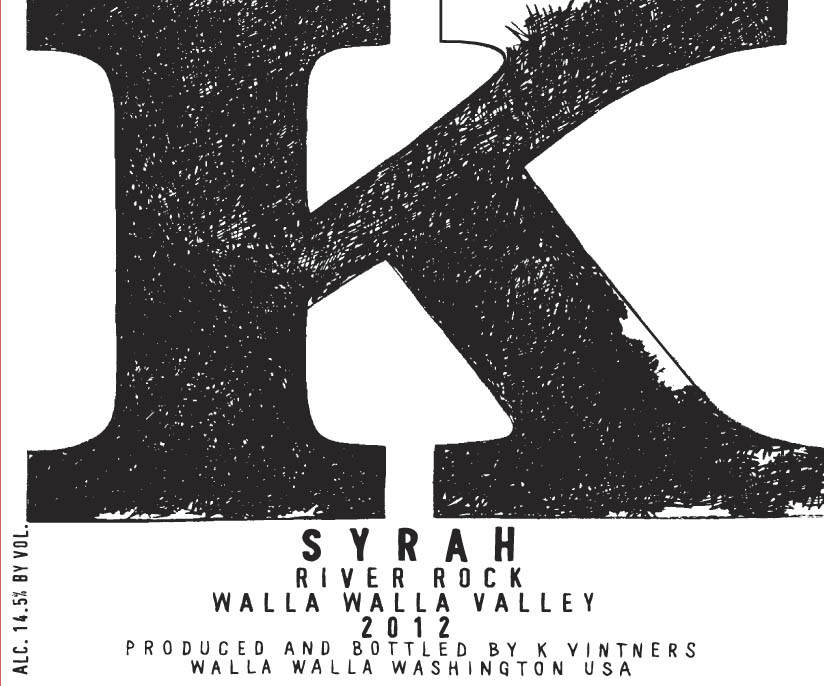 K
SYRAH
RIVER ROCK
WALLA WALLA VALLEY
2012
PRODUCED AND BOTTLED BY K VINTNERS
WALLA WALLA WASHINGTON USA
ALC. 14.5% BY VOL.